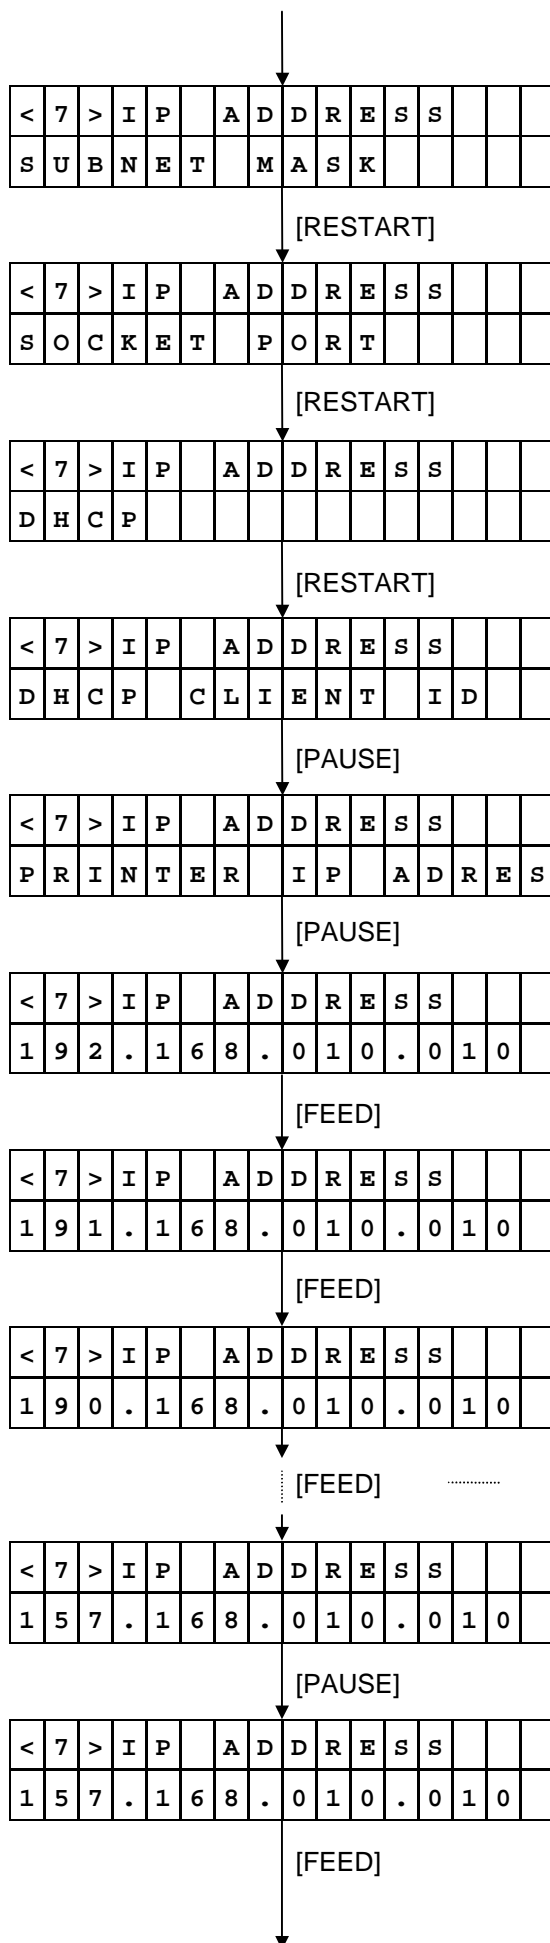 <7>IP ADDRESS
SUBNET MASK
[RESTART]
<7>IP ADDRESS
SOCKET PORT
[RESTART]
<7>IP ADDRESS
DHCP
[RESTART]
<7>IP ADDRESS
DHCP CLIENT ID
[PAUSE]
<7>IP ADDRESS
PRINTER IP ADRES
[PAUSE]
<7>IP ADDRESS
192.168.010.010
[FEED]
<7>IP ADDRESS
191.168.010.010
[FEED]
<7>IP ADDRESS
190.168.010.010
[FEED]
<7>IP ADDRESS
157.168.010.010
[PAUSE]
<7>IP ADDRESS
157.168.010.010
[FEED]